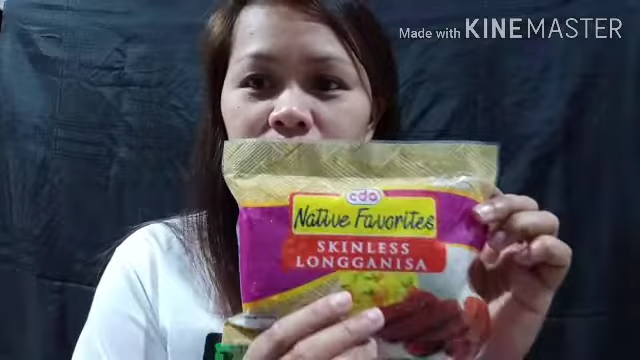 Made with KINEMASTER
cdo
Native Favorites
SKINLESS
LONGGANISA